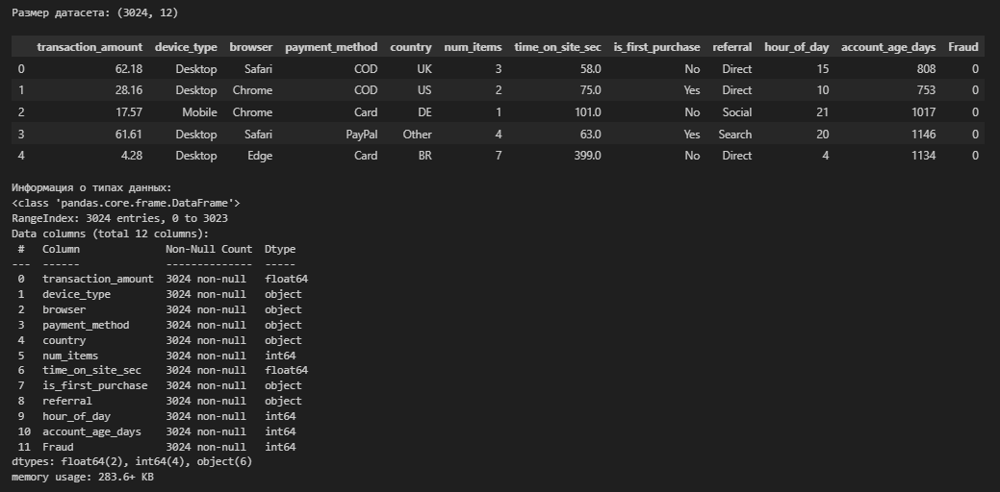 Размер датасета: (3024, 12)
transaction_amount device_type browser payment_method country num_items time_on_site_sec is_first_purchase referral hour_of_day account_age_days Fraud
0 62.18 Desktop Safari COD UK 3 58.0 No Direct 15 808 0
1 28.16 Desktop Chrome COD US 2 75.0 Yes Direct 10 753 0
2 17.57 Mobile Chrome Card DE 1 101.0 No Social 21 1017 0
3 61.61 Desktop Safari PayPal Other 4 63.0 Yes Search 20 1146 0
4 4.28 Desktop Edge Card BR 7 399.0 No Direct 4 1134 0
Информация о типах данных:
<class 'pandas.core.frame.DataFrame'>
RangeIndex: 3024 entries, 0 to 3023
Data columns (total 12 columns):
 #   Column              Non-Null Count  Dtype
---  ------              --------------  -----
 0   transaction_amount  3024 non-null   float64
 1   device_type         3024 non-null   object
 2   browser             3024 non-null   object
 3   payment_method      3024 non-null   object
 4   country             3024 non-null   object
 5   num_items           3024 non-null   int64
 6   time_on_site_sec    3024 non-null   float64
 7   is_first_purchase   3024 non-null   object
 8   referral            3024 non-null   object
 9   hour_of_day         3024 non-null   int64
 10  account_age_days    3024 non-null   int64
 11  Fraud               3024 non-null   int64
dtypes: float64(2), int64(4), object(6)
memory usage: 283.6+ KB